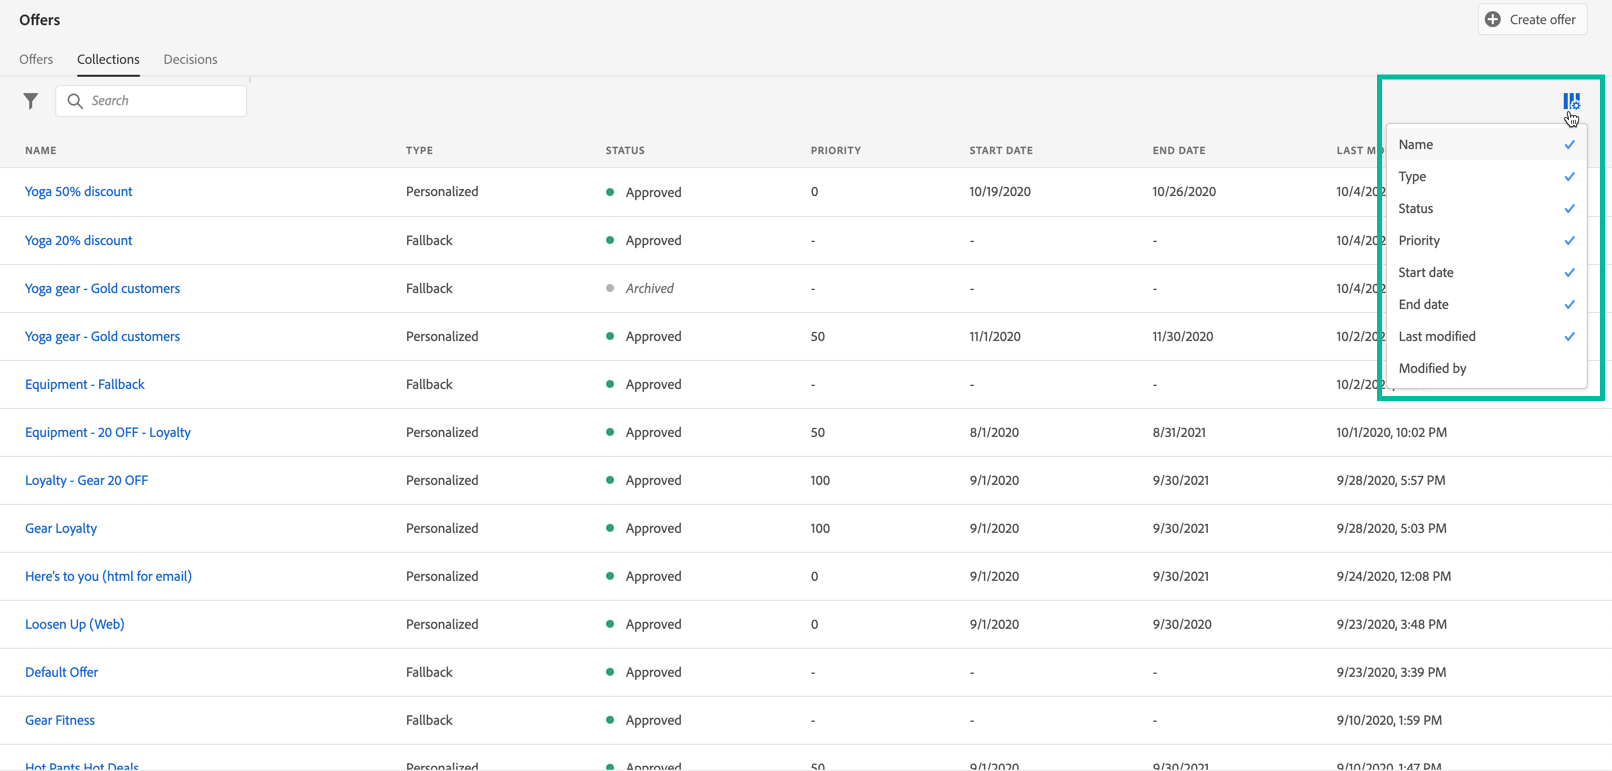 Offers
Create offer
Offers Collections Decisions
Search
NAME TYPE STATUS PRIORITY START DATE END DATE LAST MO
Name
Type
Status
Priority
Start date
End date
Last modified
Modified by
Yoga 50% discount Personalized Approved 0 10/19/2020 10/26/2020 10/4/202
Yoga 20% discount Fallback Approved - - - 10/4/202
Yoga gear - Gold customers Fallback Archived - - - 10/4/202
Yoga gear - Gold customers Personalized Approved 50 11/1/2020 11/30/2020 10/2/202
Equipment - Fallback Fallback Approved - - - 10/2/202
Equipment - 20 OFF - Loyalty Personalized Approved 50 8/1/2020 8/31/2021 10/1/2020, 10:02 PM
Loyalty - Gear 20 OFF Personalized Approved 100 9/1/2020 9/30/2021 9/28/2020, 5:57 PM
Gear Loyalty Personalized Approved 100 9/1/2020 9/30/2021 9/28/2020, 5:03 PM
Here's to you (html for email) Personalized Approved 0 9/1/2020 9/30/2021 9/24/2020, 12:08 PM
Loosen Up (Web) Personalized Approved 0 9/1/2020 9/30/2020 9/23/2020, 3:48 PM
Default Offer Fallback Approved - - - 9/23/2020, 3:39 PM
Gear Fitness Fallback Approved - - - 9/10/2020, 1:59 PM
Hot Pants Hot Deals Personalized Approved 50 9/1/2020 9/30/2021 9/10/2020, 1:47 PM